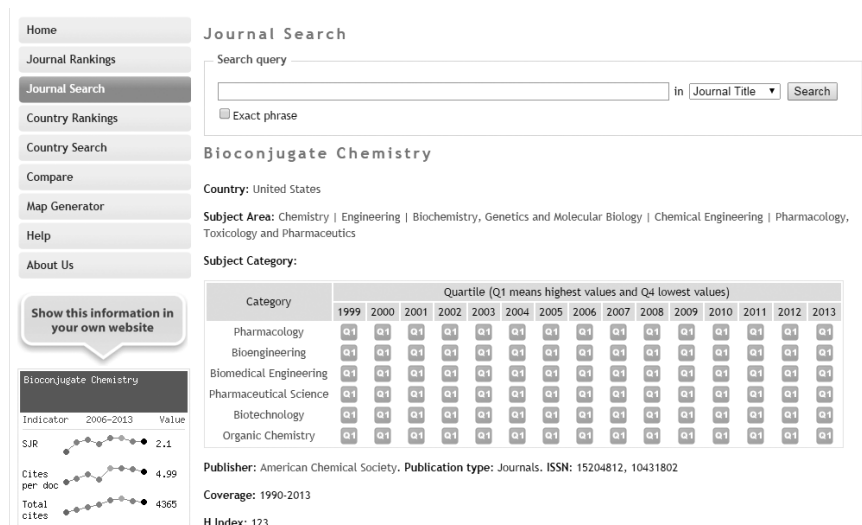 Home
Journal Rankings
Journal Search
Country Rankings
Country Search
Compare
Map Generator
Help
About Us
Show this information in
your own website
Bioconjugate Chemistry
Indicator 2006-2013 Value
SJR 2.1
Cites
per doc 4.99
Total
cites 4365
Journal Search
Search query
in Journal Title ▼ Search
Exact phrase
Bioconjugate Chemistry
Country: United States
Subject Area: Chemistry | Engineering | Biochemistry, Genetics and Molecular Biology | Chemical Engineering | Pharmacology,
Toxicology and Pharmaceutics
Subject Category:
Category Quartile (Q1 means highest values and Q4 lowest values)
1999 2000 2001 2002 2003 2004 2005 2006 2007 2008 2009 2010 2011 2012 2013
Pharmacology Q1 Q1 Q1 Q1 Q1 Q1 Q1 Q1 Q1 Q1 Q1 Q1 Q1 Q1 Q1
Bioengineering Q1 Q1 Q1 Q1 Q1 Q1 Q1 Q1 Q1 Q1 Q1 Q1 Q1 Q1 Q1
Biomedical Engineering Q1 Q1 Q1 Q1 Q1 Q1 Q1 Q1 Q1 Q1 Q1 Q1 Q1 Q1 Q1
Pharmaceutical Science Q1 Q1 Q1 Q1 Q1 Q1 Q1 Q1 Q1 Q1 Q1 Q1 Q1 Q1 Q1
Biotechnology Q1 Q1 Q1 Q1 Q1 Q1 Q1 Q1 Q1 Q1 Q1 Q1 Q1 Q1 Q1
Organic Chemistry Q1 Q1 Q1 Q1 Q1 Q1 Q1 Q1 Q1 Q1 Q1 Q1 Q1 Q1 Q1
Publisher: American Chemical Society. Publication type: Journals. ISSN: 15204812, 10431802
Coverage: 1990-2013
H Index: 123